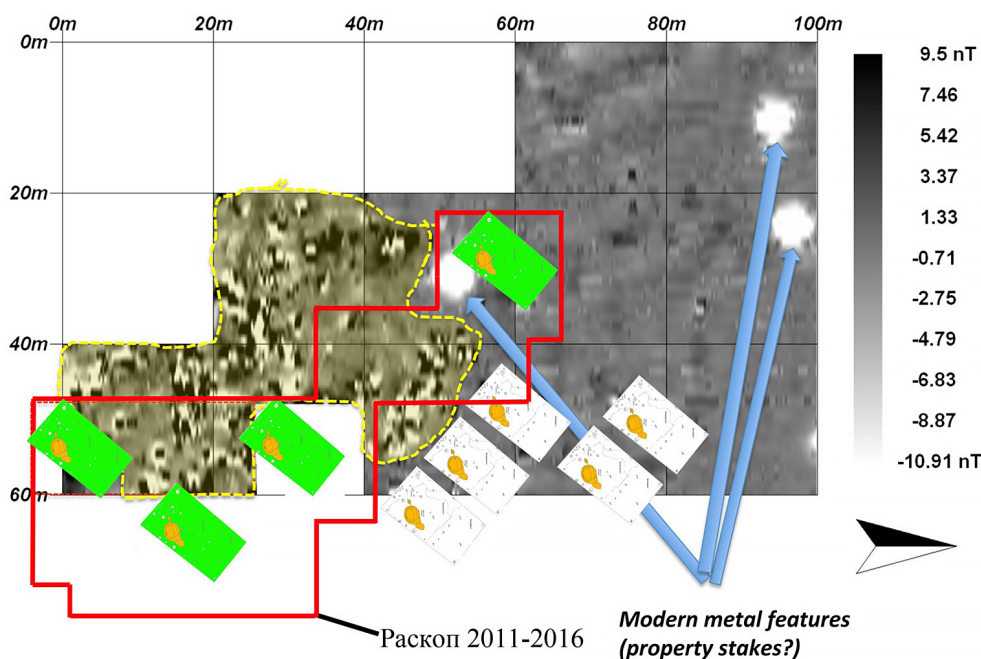 0m 20m 40m 60m 80m 100m
0m
20m
40m
60m
9.5 nT
7.46
5.42
3.37
1.33
-0.71
-2.75
-4.79
-6.83
-8.87
-10.91 nT
Раскоп 2011-2016
Modern metal features
(property stakes?)